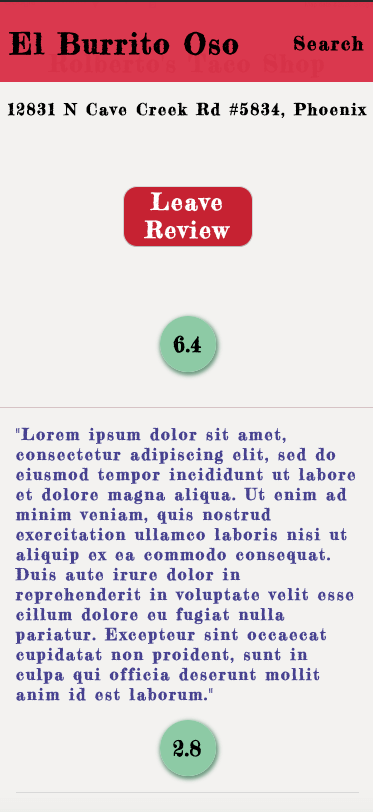 El Burrito Oso
Search
Rolberto's Taco Shop
12831 N Cave Creek Rd #5834, Phoenix
Leave
Review
6.4
"Lorem ipsum dolor sit amet,
consectetur adipiscing elit, sed do
eiusmod tempor incididunt ut labore
et dolore magna aliqua. Ut enim ad
minim veniam, quis nostrud
exercitation ullamco laboris nisi ut
aliquip ex ea commodo consequat.
Duis aute irure dolor in
reprehenderit in voluptate velit esse
cillum dolore eu fugiat nulla
pariatur. Excepteur sint occaecat
cupidatat non proident, sunt in
culpa qui officia deserunt mollit
anim id est laborum."
2.8